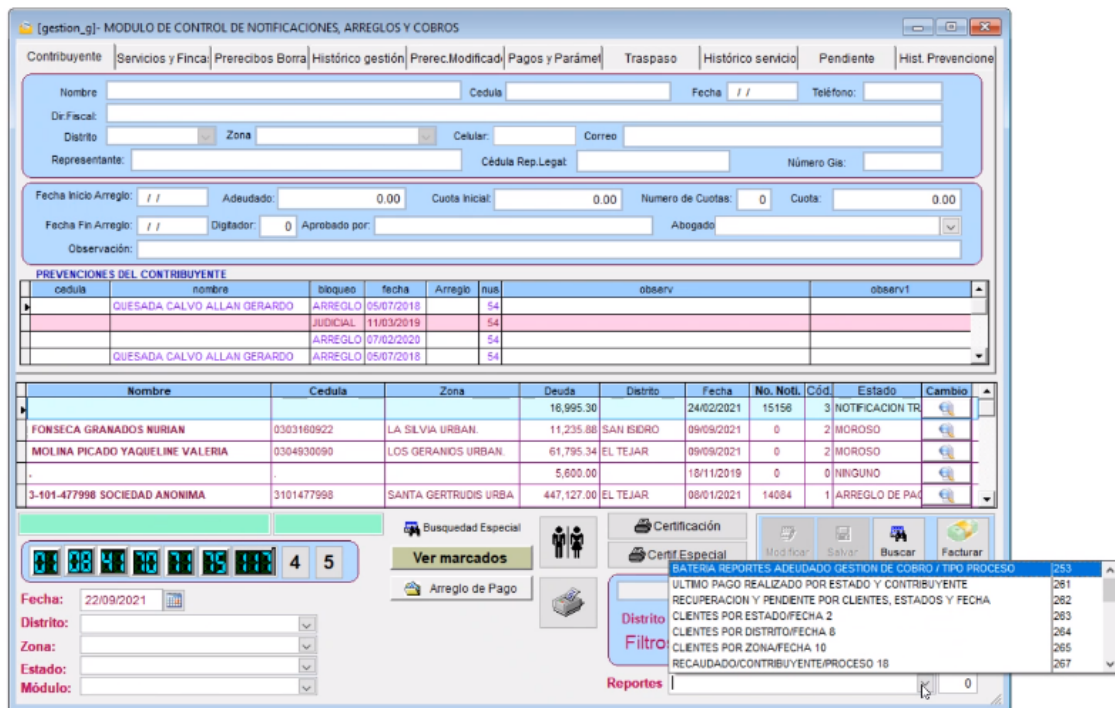 [gestion_g]- MODULO DE CONTROL DE NOTIFICACIONES, ARREGLOS Y COBROS
Contribuyente Servicios y Finca: Prerecibos Borra Histórico gestión Prerec.Modificad Pagos y Parámet Traspaso Histórico servicio Pendiente Hist. Prevencione
Nombre Cedula Fecha / / Teléfono:
Dir.Fiscal:
Distrito Zona Celular: Correo
Representante: Cédula Rep.Legal: Número Gis:
Fecha Inicio Arreglo: / / Adeudado: 0.00 Cuota Inicial: 0.00 Numero de Cuotas: 0 Cuota: 0.00
Fecha Fin Arreglo: / / Digitador: 0 Aprobado por: Abogado
Observación:
PREVENCIONES DEL CONTRIBUYENTE
cedula nombre bloqueo fecha Arreglo nus observ observ1
QUESADA CALVO ALLAN GERARDO ARREGLO 05/07/2018 54
JUDICIAL 11/03/2019 54
ARREGLO 07/02/2020 54
QUESADA CALVO ALLAN GERARDO ARREGLO 05/07/2018 54
Nombre Cedula Zona Deuda Distrito Fecha No. Noti. Cód. Estado Cambio
16,995.30 24/02/2021 15156 3 NOTIFICACION TR
FONSECA GRANADOS NURIAN 0303160922 LA SILVIA URBAN. 11,235.88 SAN ISIDRO 09/09/2021 0 2 MOROSO
MOLINA PICADO YAQUELINE VALERIA 0304930090 LOS GERANIOS URBAN. 61,795.34 EL TEJAR 09/09/2021 0 2 MOROSO
. . 5,600.00 18/11/2019 0 0 NINGUNO
3-101-477998 SOCIEDAD ANONIMA 3101477998 SANTA GERTRUDIS URBA 447,127.00 EL TEJAR 08/01/2021 14084 1 ARREGLO DE PAG
Busquedad Especial Certificación
Ver marcados Certif.Especial Modificar Salvar Buscar Facturar
4 5
Arreglo de Pago
BATERIA REPORTES ADEUDADO GESTION DE COBRO / TIPO PROCESO 253
ULTIMO PAGO REALIZADO POR ESTADO Y CONTRIBUYENTE 261
RECUPERACION Y PENDIENTE POR CLIENTES, ESTADOS Y FECHA 262
CLIENTES POR ESTADO/FECHA 2 263
CLIENTES POR DISTRITO/FECHA 8 264
CLIENTES POR ZONA/FECHA 10 265
RECAUDADO/CONTRIBUYENTE/PROCESO 18 267
Fecha: 22/09/2021
Distrito: Distrito
Zona: Filtros
Estado:
Módulo: Reportes 0